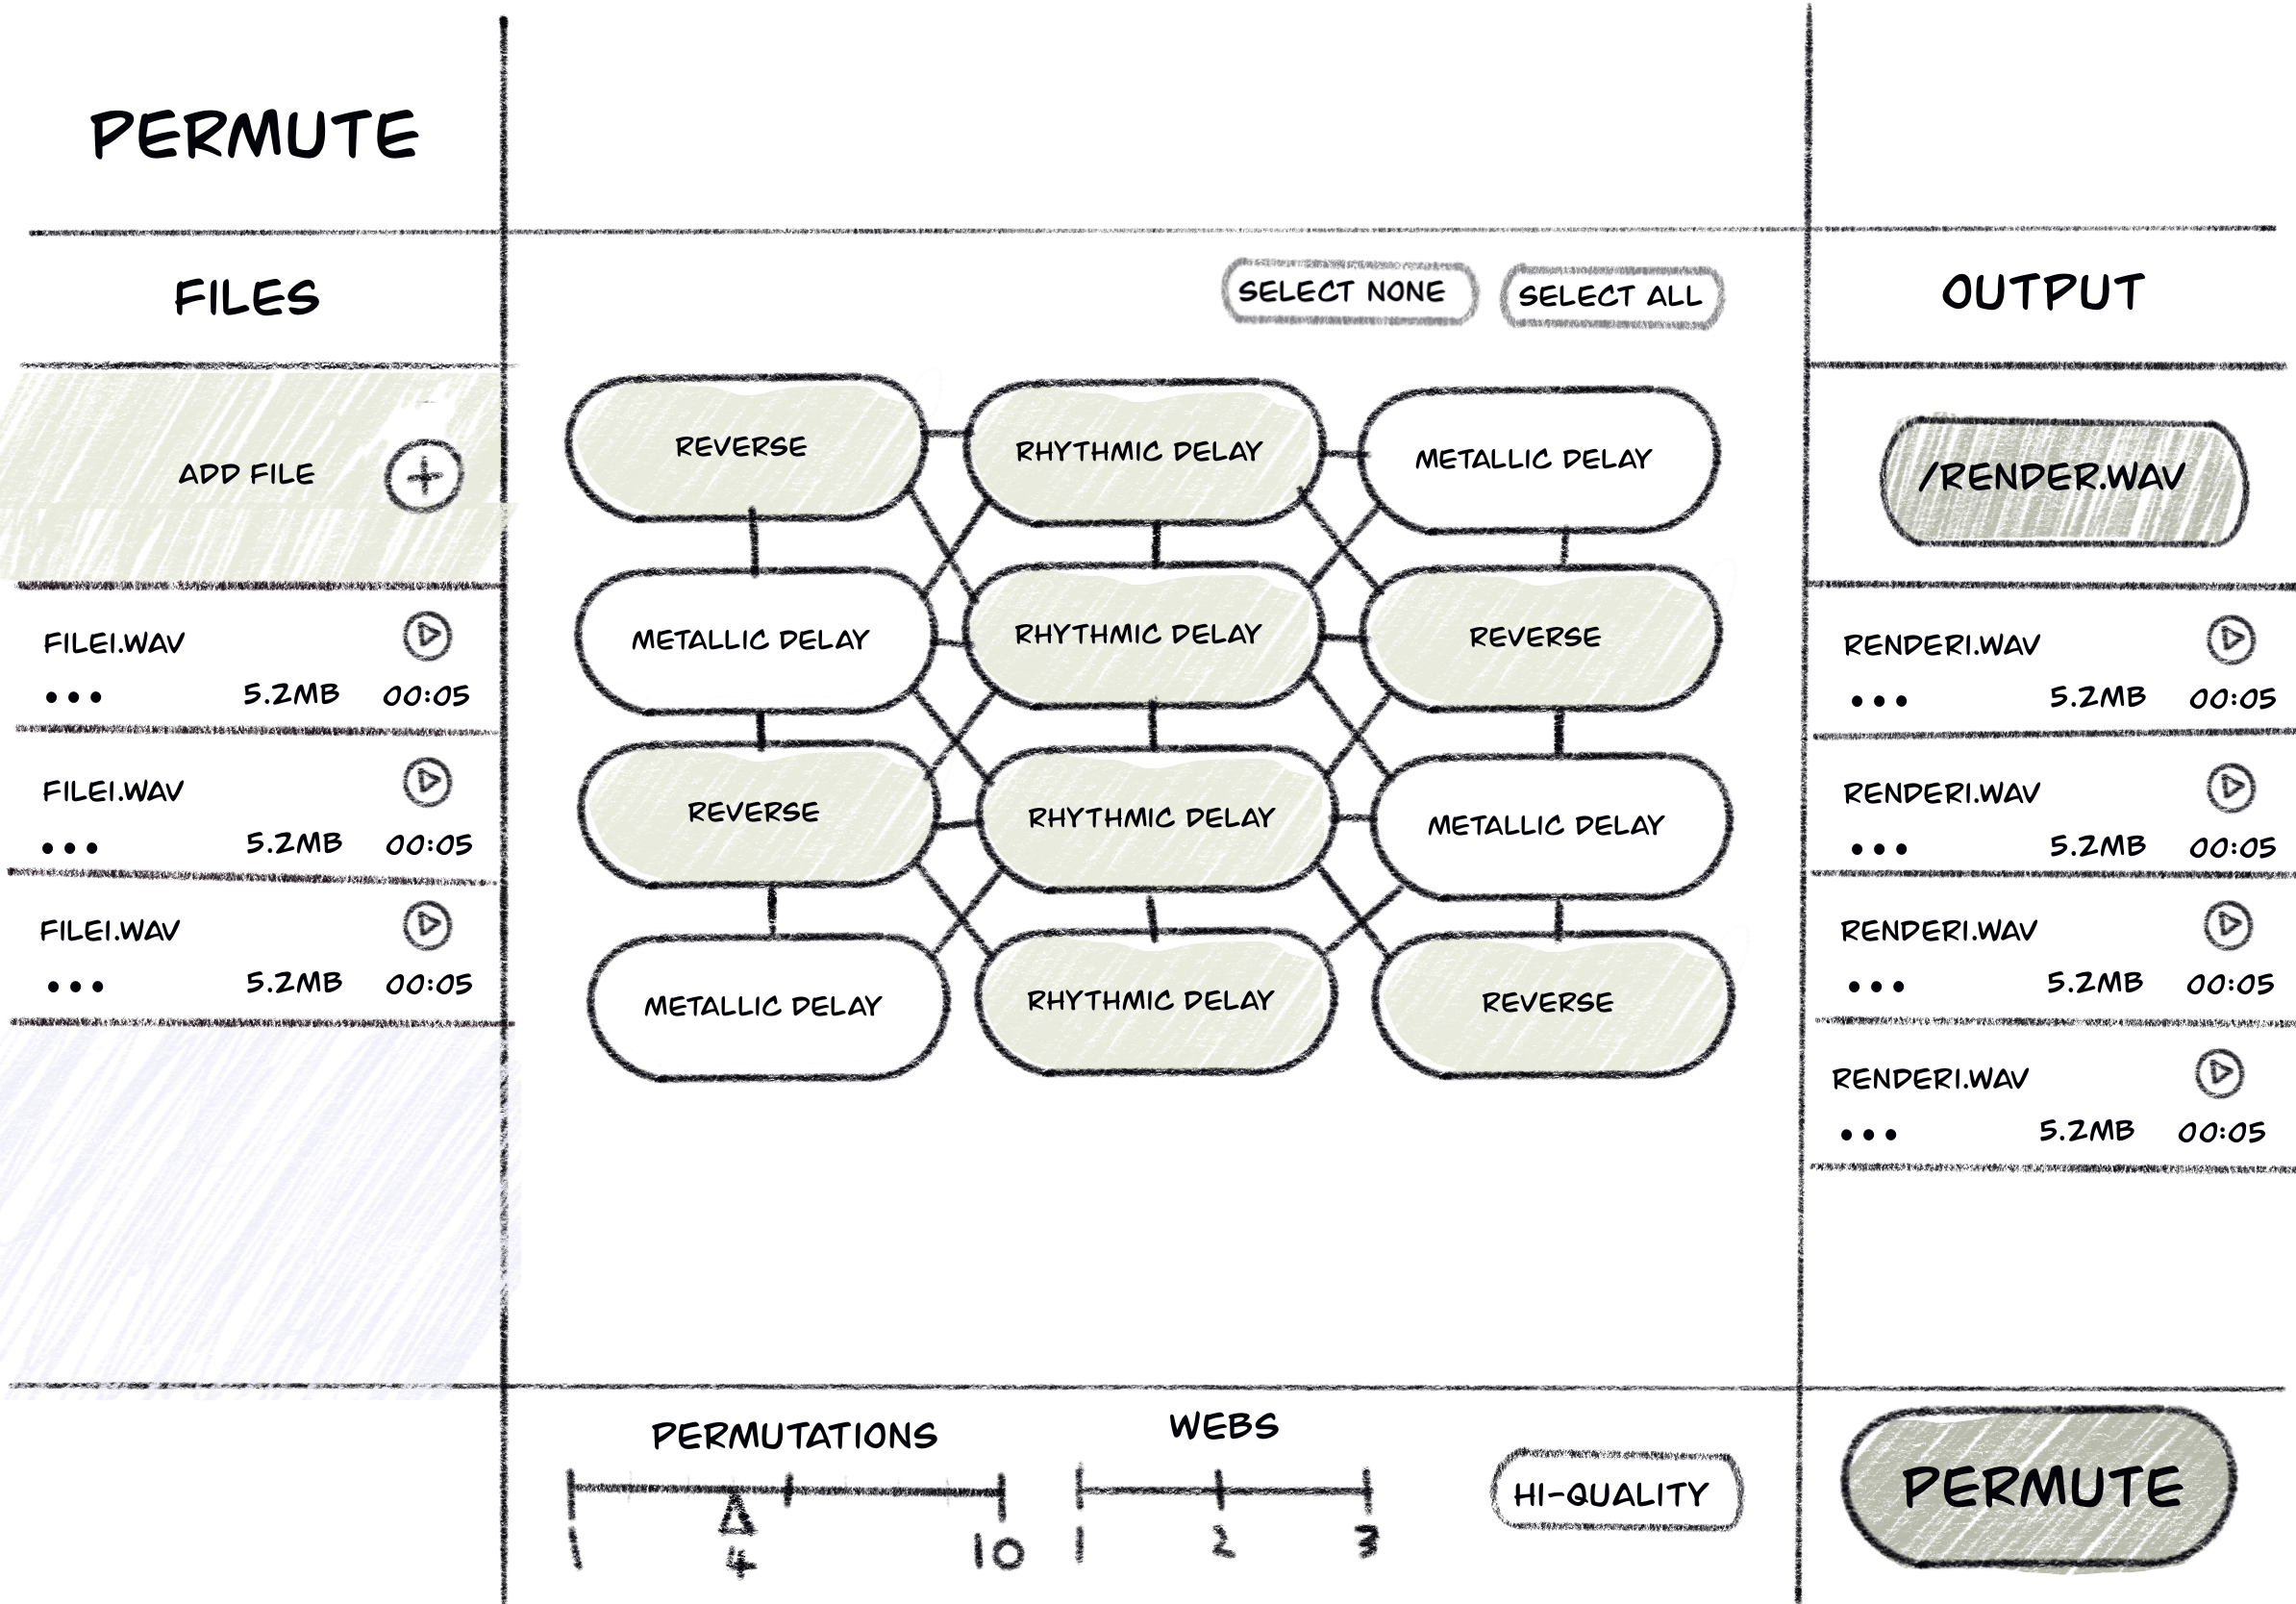 PERMUTE
FILES
SELECT NONE
SELECT ALL
OUTPUT
ADD FILE
REVERSE
RHYTHMIC DELAY
METALLIC DELAY
/RENDER.WAV
METALLIC DELAY
RHYTHMIC DELAY
REVERSE
REVERSE
RHYTHMIC DELAY
METALLIC DELAY
METALLIC DELAY
RHYTHMIC DELAY
REVERSE
FILE1.WAV
5.2MB 00:05
FILE1.WAV
5.2MB 00:05
FILE1.WAV
5.2MB 00:05
RENDER1.WAV
5.2MB 00:05
RENDER1.WAV
5.2MB 00:05
RENDER1.WAV
5.2MB 00:05
RENDER1.WAV
5.2MB 00:05
PERMUTATIONS
1 4 10
WEBS
1 2 3
HI-QUALITY
PERMUTE